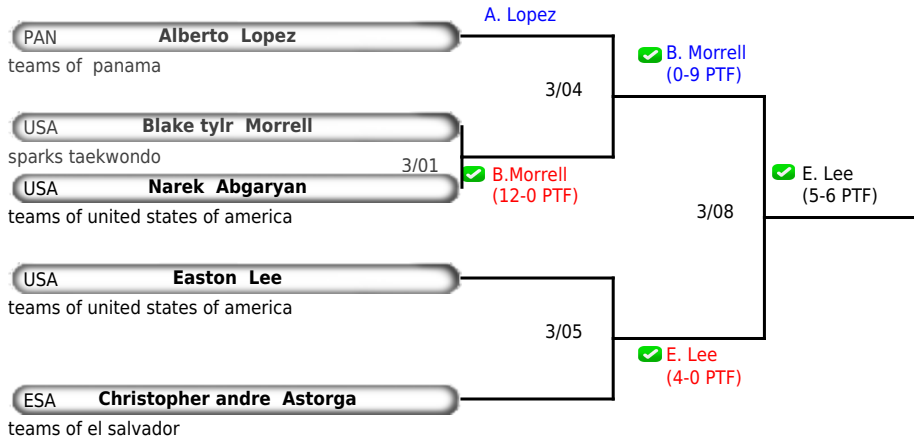 A. Lopez
PAN Alberto Lopez
teams of panama
B. Morrell
(0-9 PTF)
3/04
USA Blake tylr Morrell
sparks taekwondo
3/01
B.Morrell
(12-0 PTF)
USA Narek Abgaryan
teams of united states of america
E. Lee
(5-6 PTF)
3/08
USA Easton Lee
teams of united states of america
3/05
E. Lee
(4-0 PTF)
ESA Christopher andre Astorga
teams of el salvador